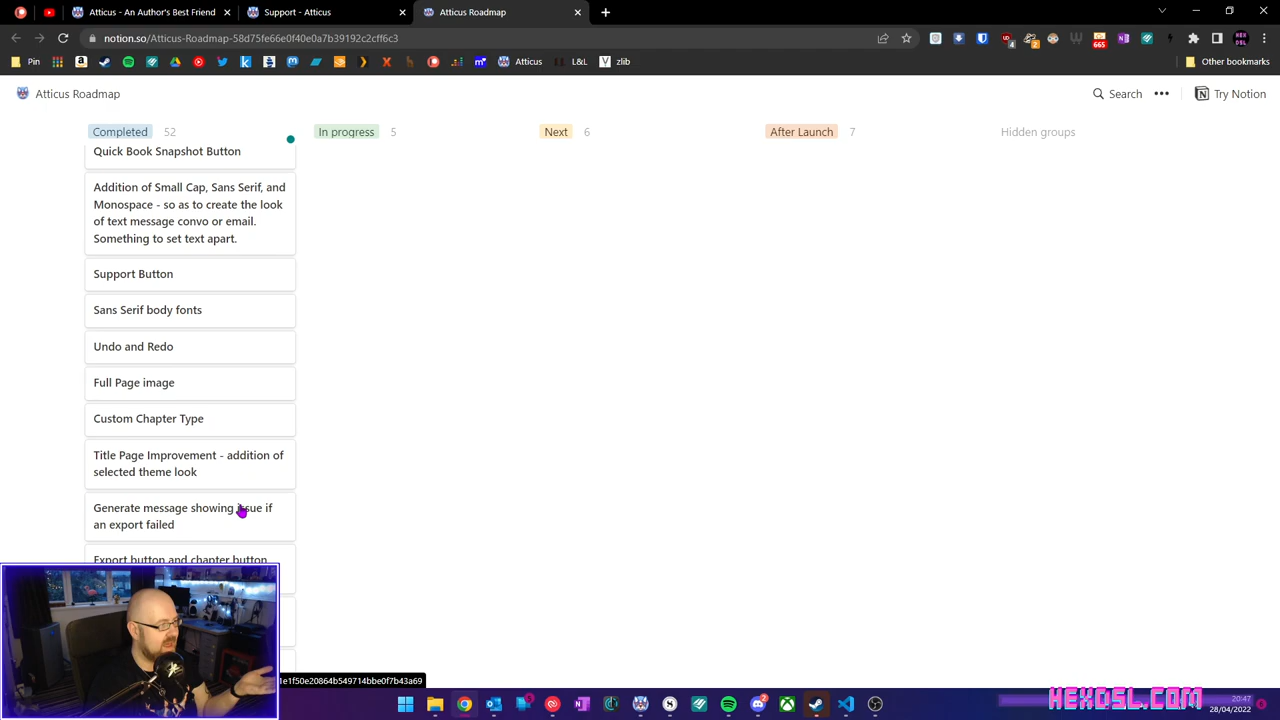 Atticus - An Author's Best Friend
Support - Atticus
Atticus Roadmap
notion.so/Atticus-Roadmap-58d75fe66e0f40e0a7b39192c2cff6c3
Pin
Atticus
L&L
zlib
Other bookmarks
Atticus Roadmap
Search
Try Notion
Completed 52
In progress 5
Next 6
After Launch 7
Hidden groups
Quick Book Snapshot Button
Addition of Small Cap, Sans Serif, and
Monospace - so as to create the look
of text message convo or email.
Something to set text apart.
Support Button
Sans Serif body fonts
Undo and Redo
Full Page image
Custom Chapter Type
Title Page Improvement - addition of
selected theme look
Generate message showing issue if
an export failed
Export button and chapter button
1e1f50e20864b549714bbe0f7b43a69
HEXDSL.COM
20:47
28/04/2022